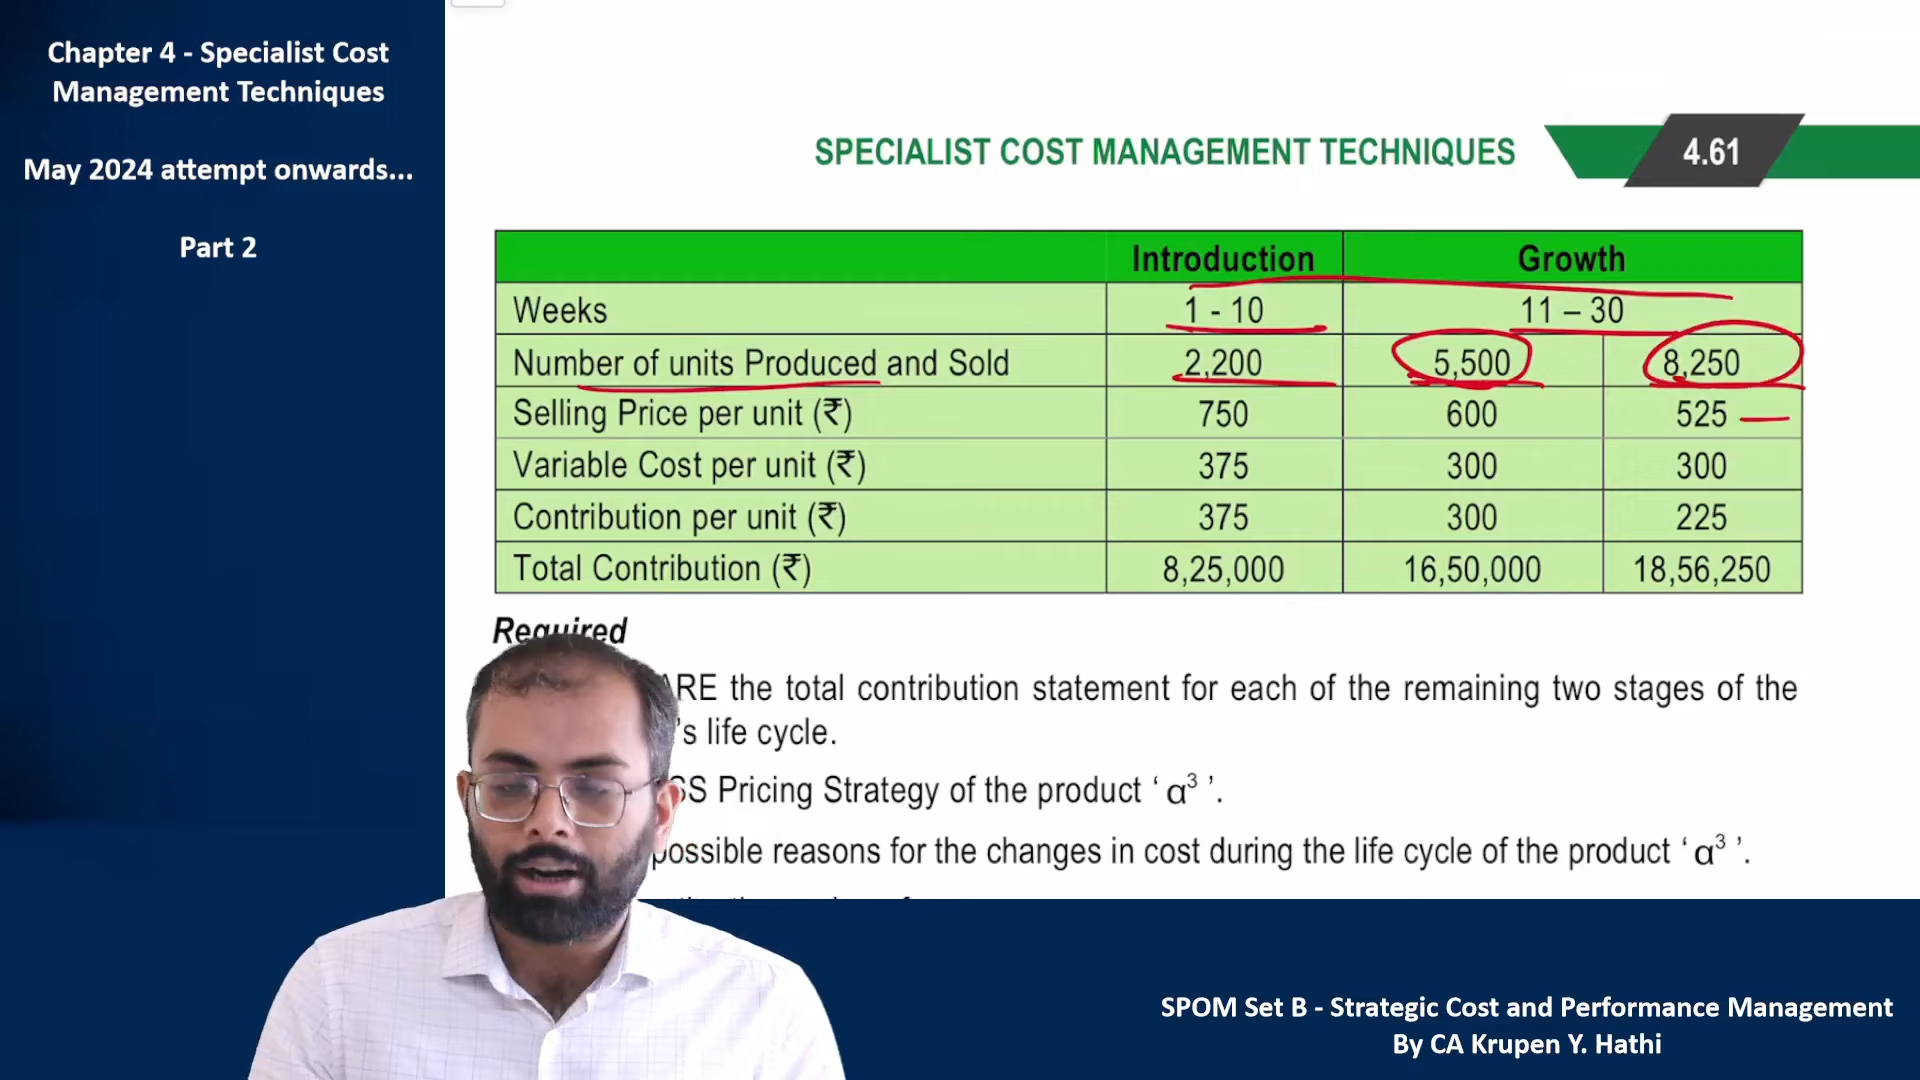 Chapter 4 - Specialist Cost
Management Techniques
May 2024 attempt onwards...
Part 2
SPECIALIST COST MANAGEMENT TECHNIQUES 4.61
Introduction Growth
Weeks 1 - 10 11 – 30
Number of units Produced and Sold 2,200 5,500 8,250
Selling Price per unit (₹) 750 600 525
Variable Cost per unit (₹) 375 300 300
Contribution per unit (₹) 375 300 225
Total Contribution (₹) 8,25,000 16,50,000 18,56,250
Required
the total contribution statement for each of the remaining two stages of the
's life cycle.
Pricing Strategy of the product ‘ α³ ’.
possible reasons for the changes in cost during the life cycle of the product ‘ α³ ’.
SPOM Set B - Strategic Cost and Performance Management
By CA Krupen Y. Hathi